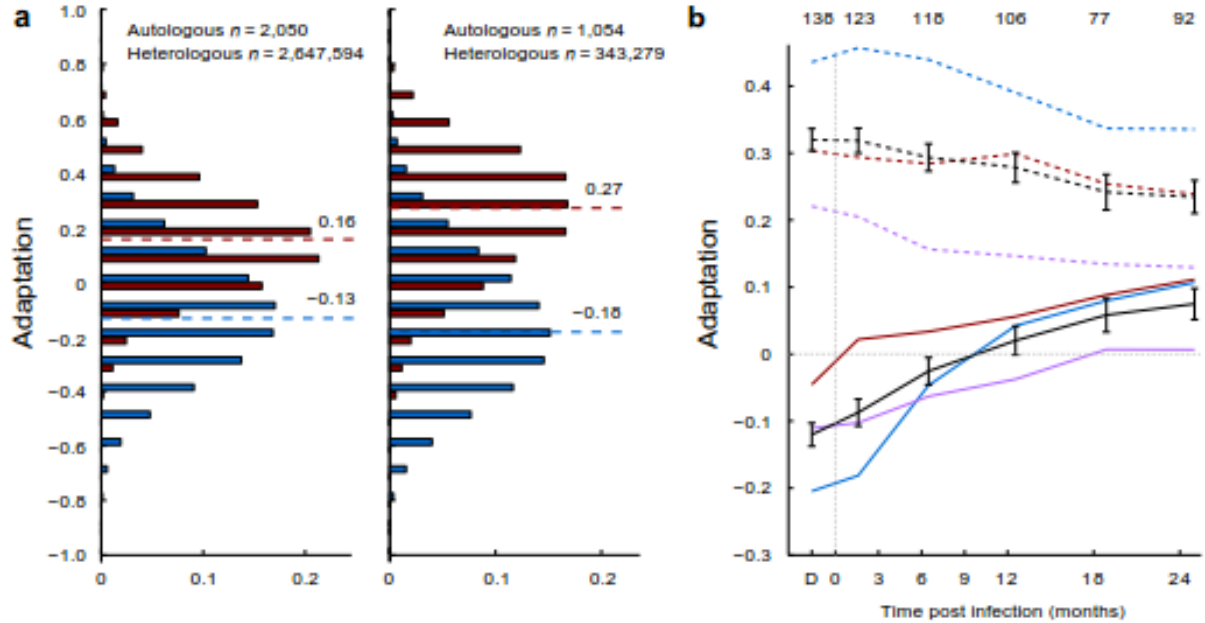 a
Autologous n = 2,050
Heterologous n = 2,647,594
Adaptation
1.0
0.8
0.6
0.4
0.2
0
−0.2
−0.4
−0.6
−0.8
−1.0
0.16
−0.13
0 0.1 0.2
Autologous n = 1,054
Heterologous n = 343,279
0.27
−0.18
0 0.1 0.2
b
138 123 118 106 77 92
Adaptation
0.4
0.3
0.2
0.1
0
−0.1
−0.2
−0.3
D 0 3 6 9 12 18 24
Time post infection (months)